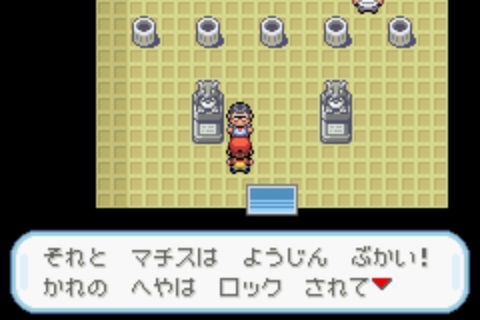 それと　マチスは　ようじん　ぶかい！
かれの　へやは　ロック　されて